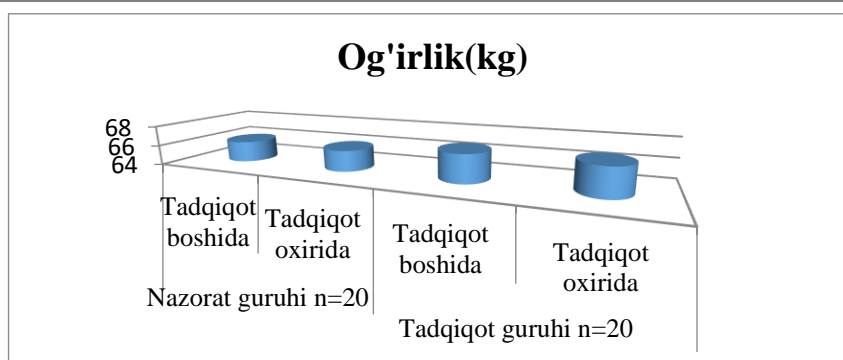 Og'irlik(kg)
68
66
64
Tadqiqot
boshida
Tadqiqot
oxirida
Tadqiqot
boshida
Tadqiqot
oxirida
Nazorat guruhi n=20
Tadqiqot guruhi n=20